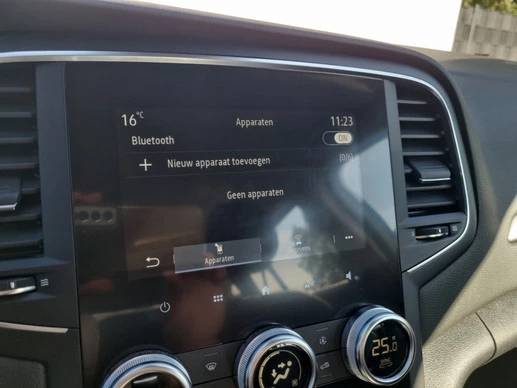 16°C Apparaten 11:23
Bluetooth ON
+ Nieuw apparaat toevoegen (0/6)
Geen apparaten
Apparaten
25.0